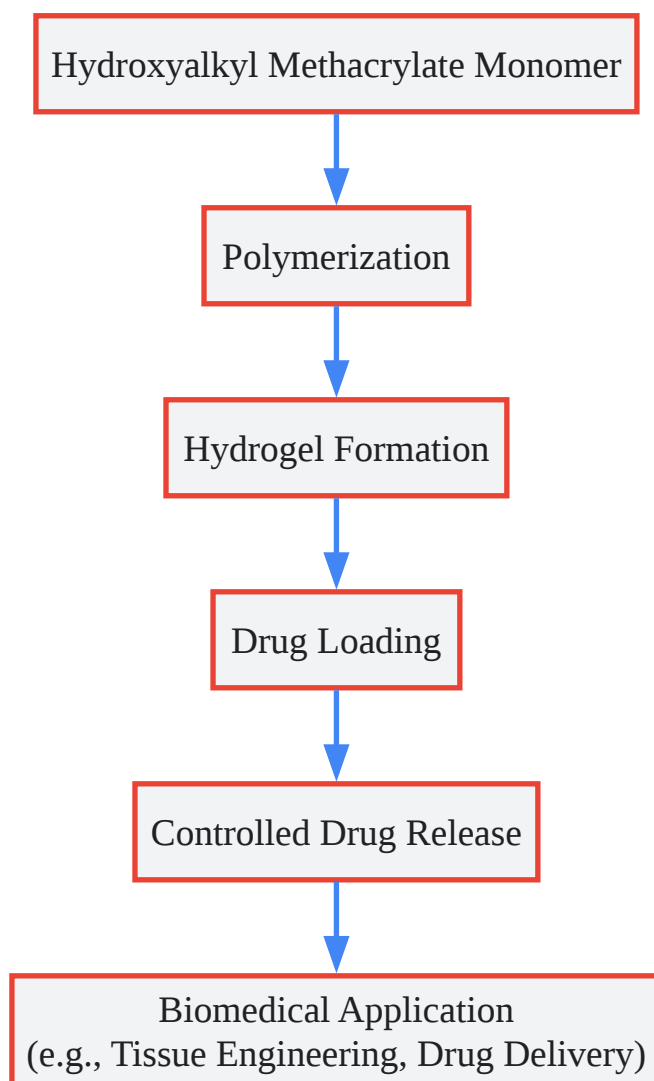 Hydroxyalkyl Methacrylate Monomer
Polymerization
Hydrogel Formation
Drug Loading
Controlled Drug Release
Biomedical Application
(e.g., Tissue Engineering, Drug Delivery)